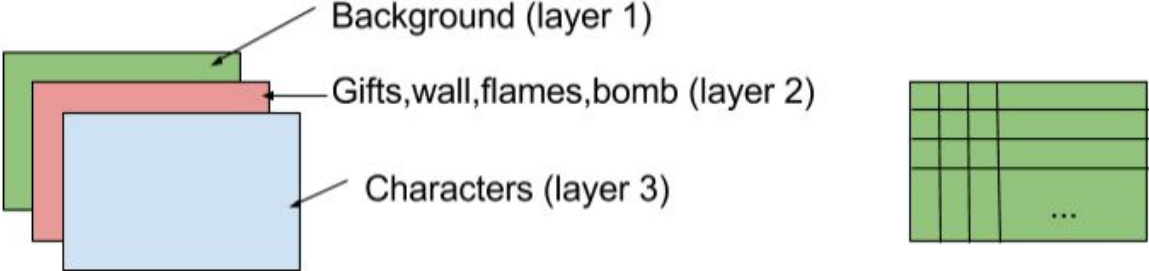 Background (layer 1)
Gifts,wall,flames,bomb (layer 2)
Characters (layer 3)
...